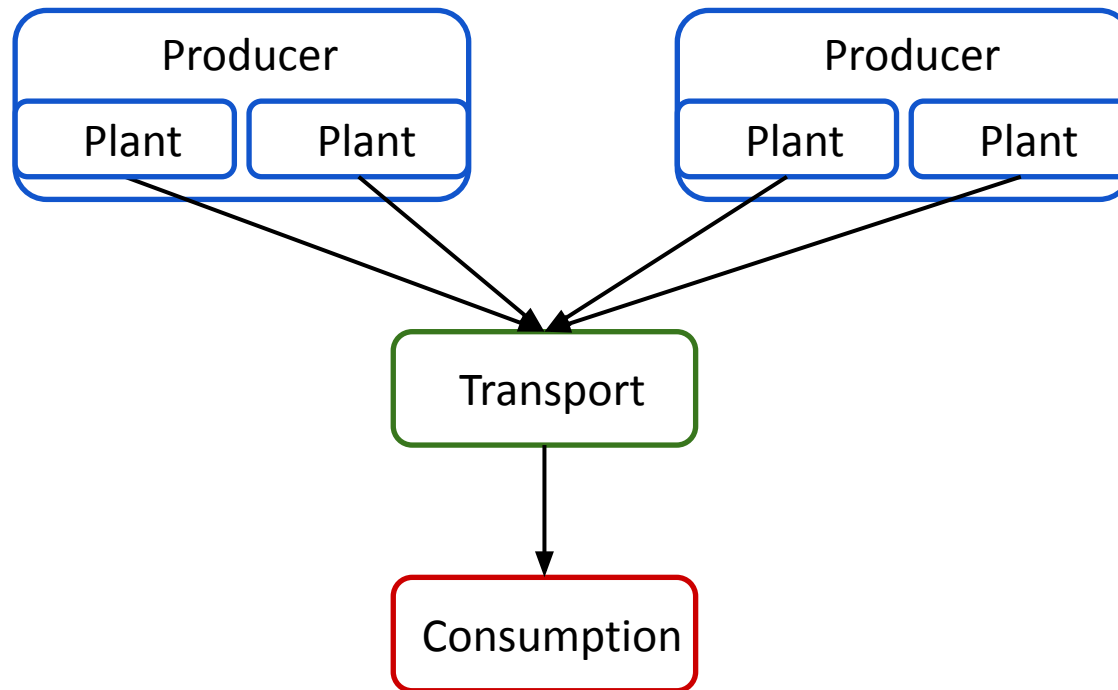 Producer
Plant
Plant
Producer
Plant
Plant
Transport
Consumption